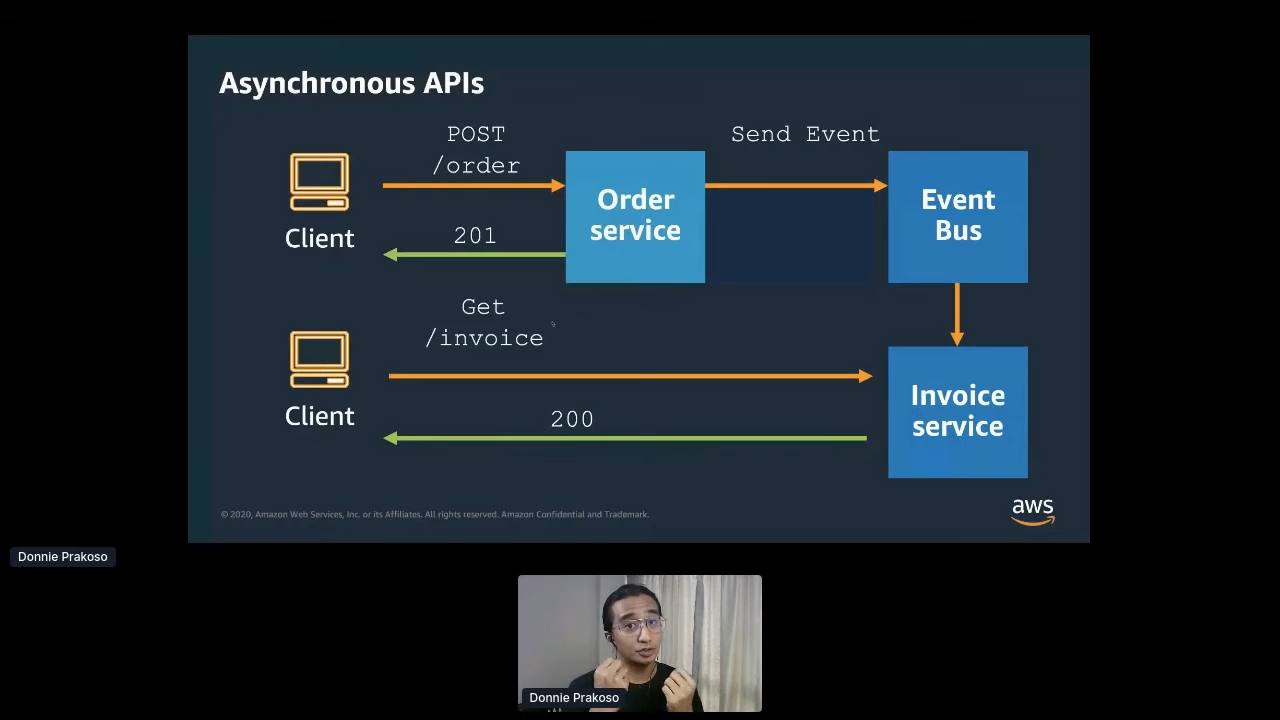 Asynchronous APIs
POST
/order
Send Event
Order
service
Event
Bus
Client
201
Get
/invoice
Client
200
Invoice
service
© 2020, Amazon Web Services, Inc. or its Affiliates. All rights reserved. Amazon Confidential and Trademark.
aws
Donnie Prakoso
Donnie Prakoso